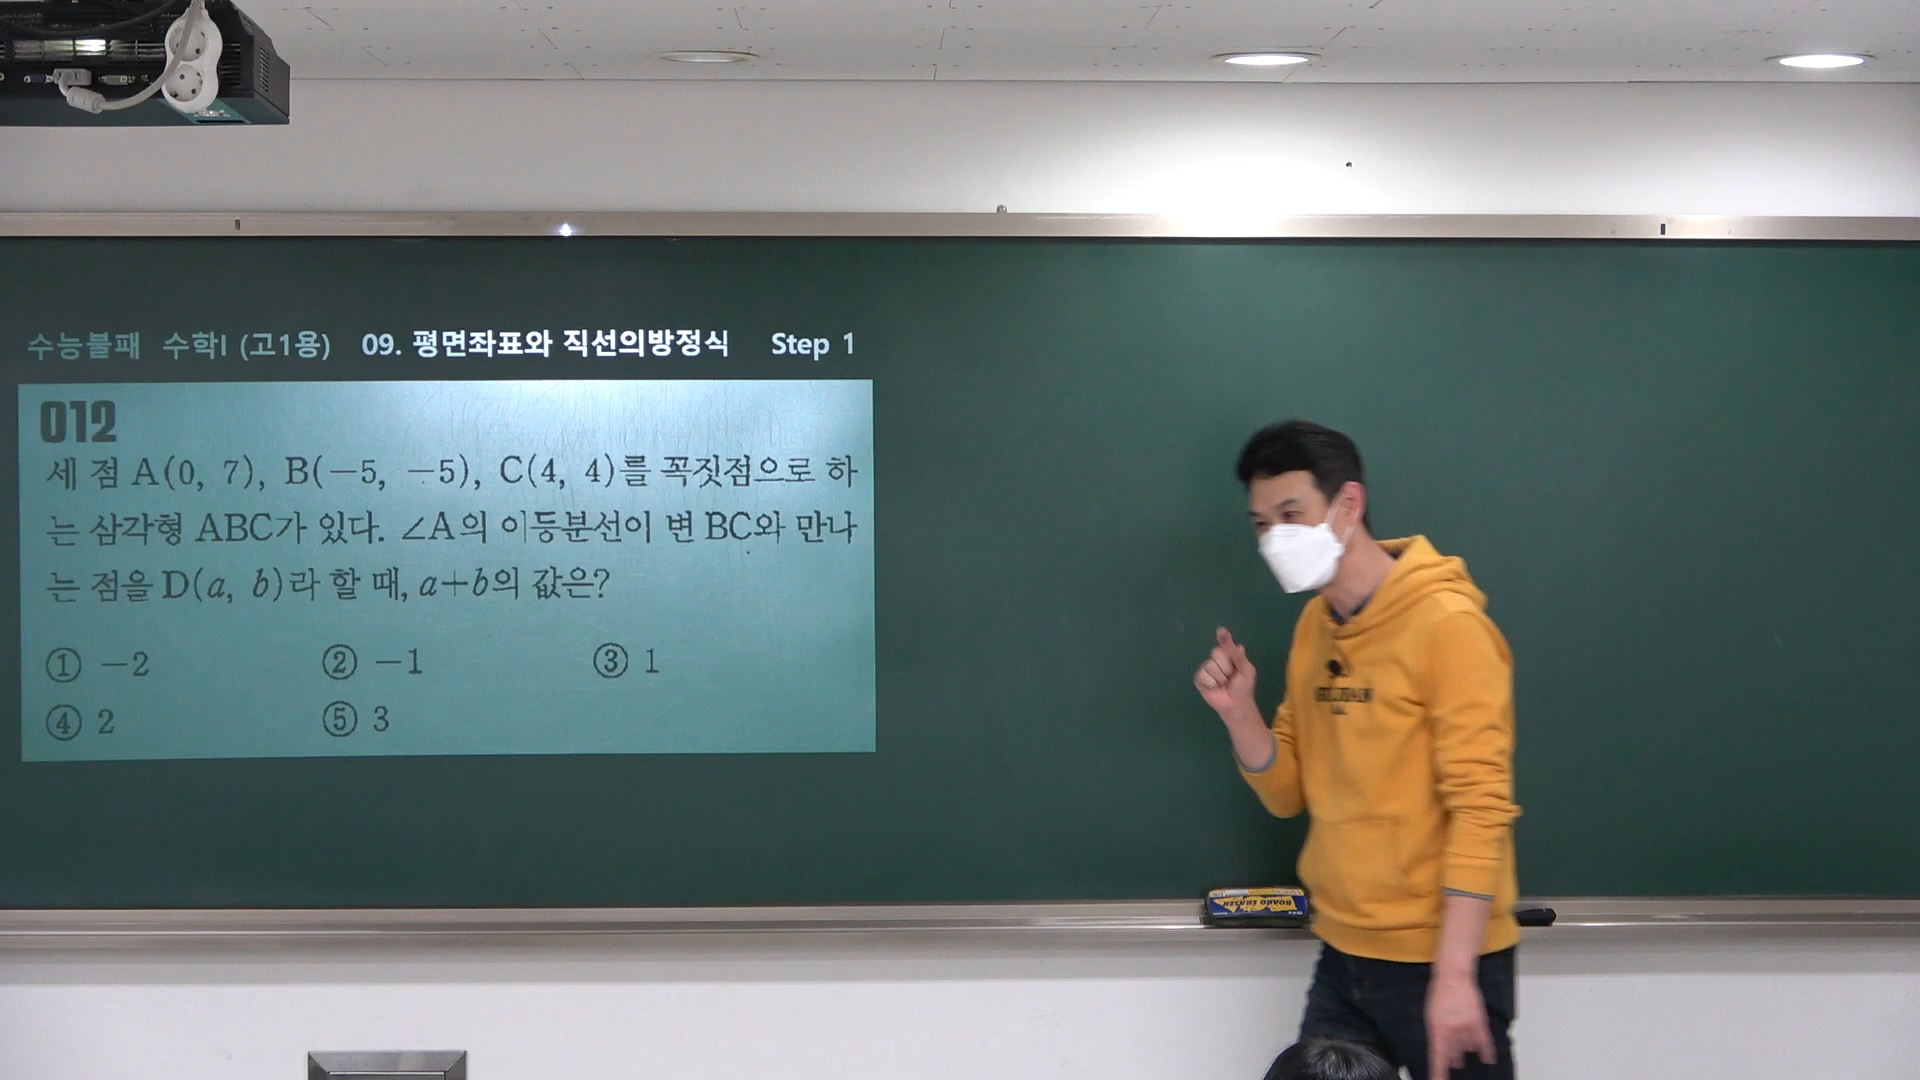 수능불패 수학I (고1용) 09. 평면좌표와 직선의방정식 Step 1
012
세 점 A(0, 7), B(−5, −5), C(4, 4)를 꼭짓점으로 하
는 삼각형 ABC가 있다. ∠A의 이등분선이 변 BC와 만나
는 점을 D(a, b)라 할 때, a+b의 값은?
① −2 ② −1 ③ 1
④ 2 ⑤ 3
BOARD ERASER